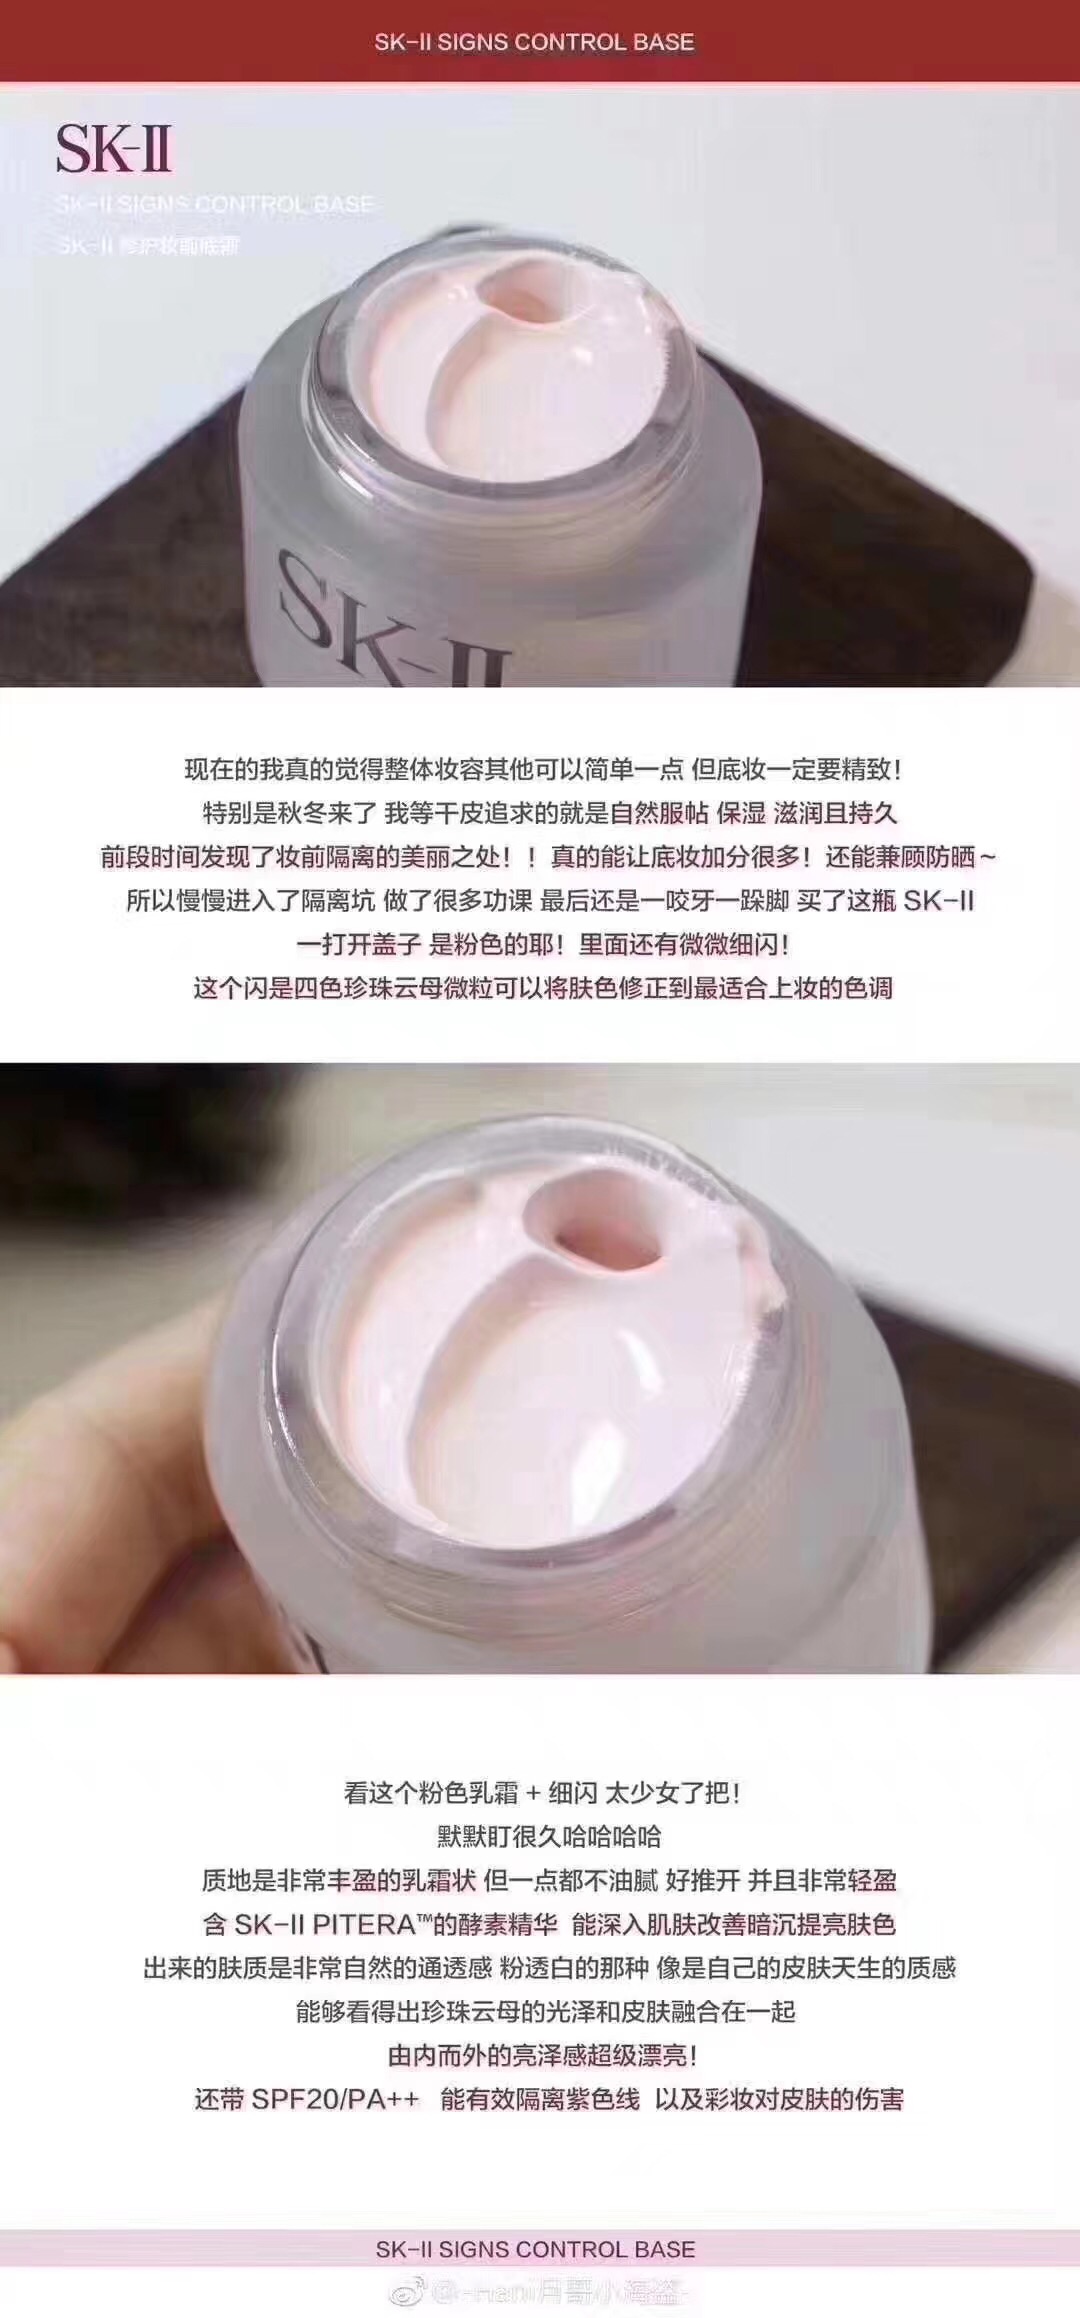 SK-II SIGNS CONTROL BASE
SK-II
SK-II SIGNS CONTROL BASE
SK-II 修护妆前底霜
SK-II
现在的我真的觉得整体妆容其他可以简单一点 但底妆一定要精致!
特别是秋冬来了 我等干皮追求的就是自然服帖 保湿 滋润且持久
前段时间发现了妆前隔离的美丽之处!!真的能让底妆加分很多!还能兼顾防晒~
所以慢慢进入了隔离坑 做了很多功课 最后还是一咬牙一跺脚 买了这瓶 SK-II
一打开盖子 是粉色的耶!里面还有微微细闪!
这个闪是四色珍珠云母微粒可以将肤色修正到最适合上妆的色调
看这个粉色乳霜 + 细闪 太少女了把!
默默盯很久哈哈哈哈
质地是非常丰盈的乳霜状 但一点都不油腻 好推开 并且非常轻盈
含 SK-II PITERA™的酵素精华 能深入肌肤改善暗沉提亮肤色
出来的肤质是非常自然的通透感 粉透白的那种 像是自己的皮肤天生的质感
能够看得出珍珠云母的光泽和皮肤融合在一起
由内而外的亮泽感超级漂亮!
还带 SPF20/PA++ 能有效隔离紫色线 以及彩妆对皮肤的伤害
SK-II SIGNS CONTROL BASE
@-Hani月哥小海盗-